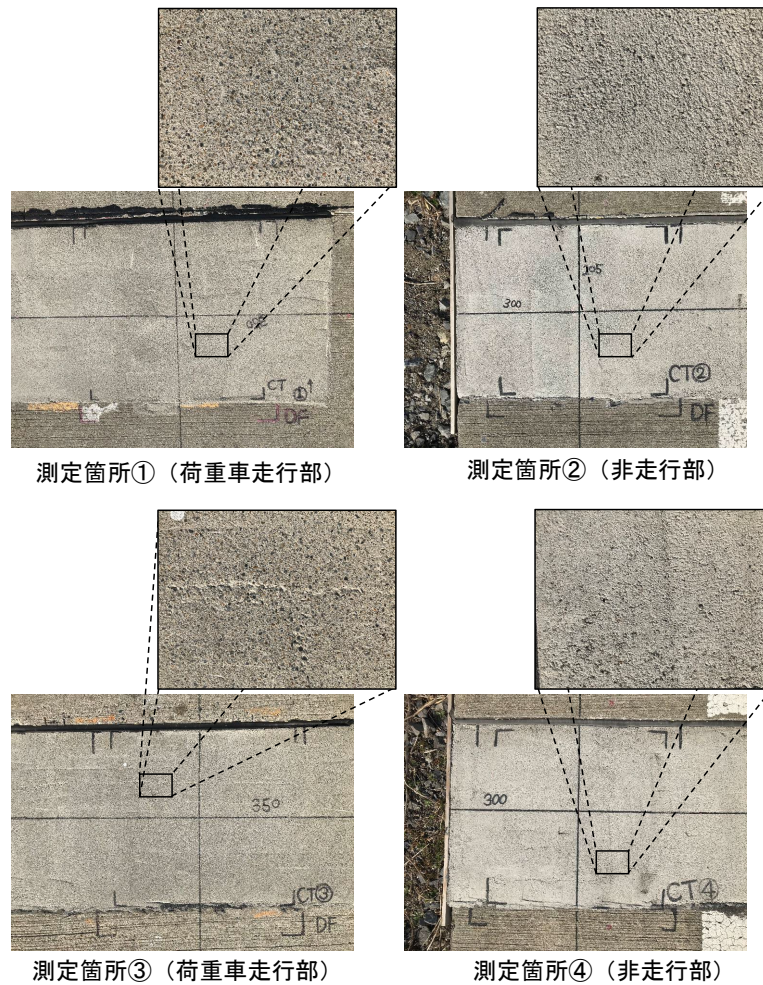 CT ①↑
DF
測定箇所①（荷重車走行部）
105
300
CT②
DF
測定箇所②（非走行部）
350
CT③
DF
測定箇所③（荷重車走行部）
300
CT④
測定箇所④（非走行部）